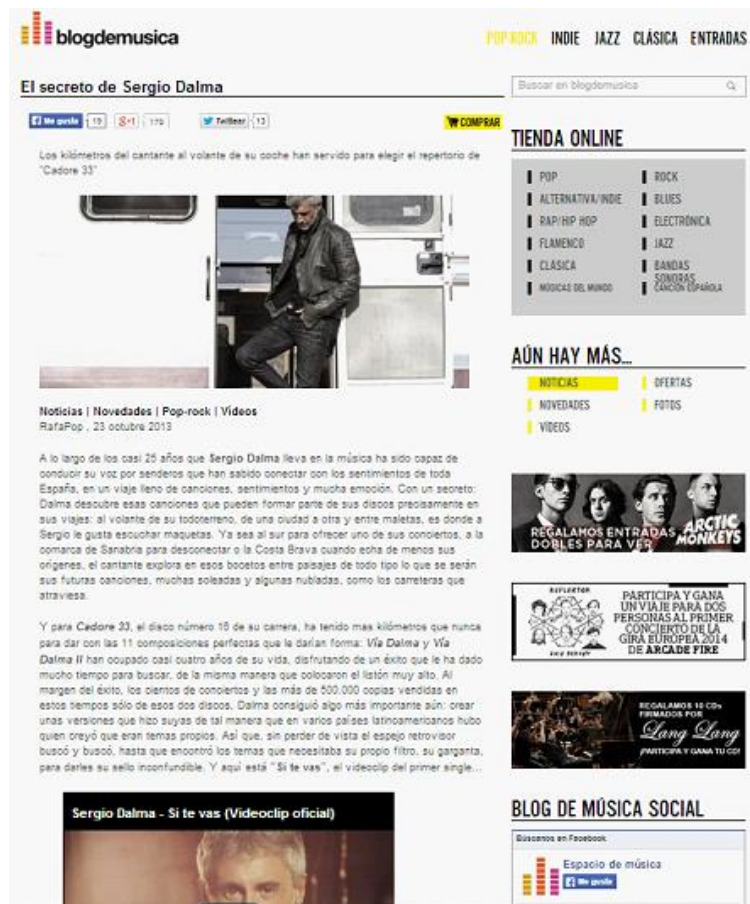 blogdemusica
POP-ROCK INDIE JAZZ CLÁSICA ENTRADAS
El secreto de Sergio Dalma
Me gusta 19 g+1 170 Twittear 13
COMPRAR
Los kilómetros del cantante al volante de su coche han servido para elegir el repertorio de
"Cadore 33"
Noticias | Novedades | Pop-rock | Vídeos
RafaPop , 23 octubre 2013
A lo largo de los casi 25 años que Sergio Dalma lleva en la música ha sido capaz de
conducir su voz por senderos que han sabido conectar con los sentimientos de toda
España, en un viaje lleno de canciones, sentimientos y mucha emoción. Con un secreto:
Dalma descubre esas canciones que pueden formar parte de sus discos precisamente en
sus viajes: al volante de su todoterreno, de una ciudad a otra y entre maletas, es donde a
Sergio le gusta escuchar maquetas. Ya sea al sur para ofrecer uno de sus conciertos, a la
comarca de Sanabria para desconectar o la Costa Brava cuando echa de menos sus
orígenes, el cantante explora en esos bocetos entre paisajes de todo tipo lo que se serán
sus futuras canciones, muchas soleadas y algunas nubladas, como los carreteras que
atraviesa.
Y para Cadore 33, el disco número 16 de su carrera, ha tenido mas kilómetros que nunca
para dar con las 11 composiciones perfectas que le darían forma: Vía Dalma y Vía
Dalma II han ocupado casi cuatro años de su vida, disfrutando de un éxito que le ha dado
mucho tiempo para buscar, de la misma manera que colocaron el listón muy alto. Al
margen del éxito, los cientos de conciertos y las más de 500.000 copias vendidas en
estos tiempos sólo de esos dos discos, Dalma consiguió algo más importante aún: crear
unas versiones que hizo suyas de tal manera que en varios países latinoamericanos hubo
quien creyó que eran temas propios. Así que, sin perder de vista el espejo retrovisor
buscó y buscó, hasta que encontró los temas que necesitaba su propio filtro, su garganta,
para darles su sello inconfundible. Y aquí está "Si te vas", el videoclip del primer single...
Sergio Dalma - Si te vas (Videoclip oficial)
Buscar en blogdemusica
TIENDA ONLINE
POP
ROCK
ALTERNATIVA/INDIE
BLUES
RAP/HIP HOP
ELECTRÓNICA
FLAMENCO
JAZZ
CLÁSICA
BANDAS
SONORAS
MÚSICAS DEL MUNDO
CANCIÓN ESPAÑOLA
AÚN HAY MÁS...
NOTICIAS
OFERTAS
NOVEDADES
FOTOS
VÍDEOS
REGALAMOS ENTRADAS
DOBLES PARA VER
ARCTIC
MONKEYS
REFLEKTOR
PARTICIPA Y GANA
UN VIAJE PARA DOS
PERSONAS AL PRIMER
CONCIERTO DE LA
GIRA EUROPEA 2014
DE ARCADE FIRE
REGALAMOS 10 CDs
FIRMADOS POR
Lang Lang
¡PARTICIPA Y GANA TU CD!
BLOG DE MÚSICA SOCIAL
Búscanos en Facebook
Espacio de música
Me gusta